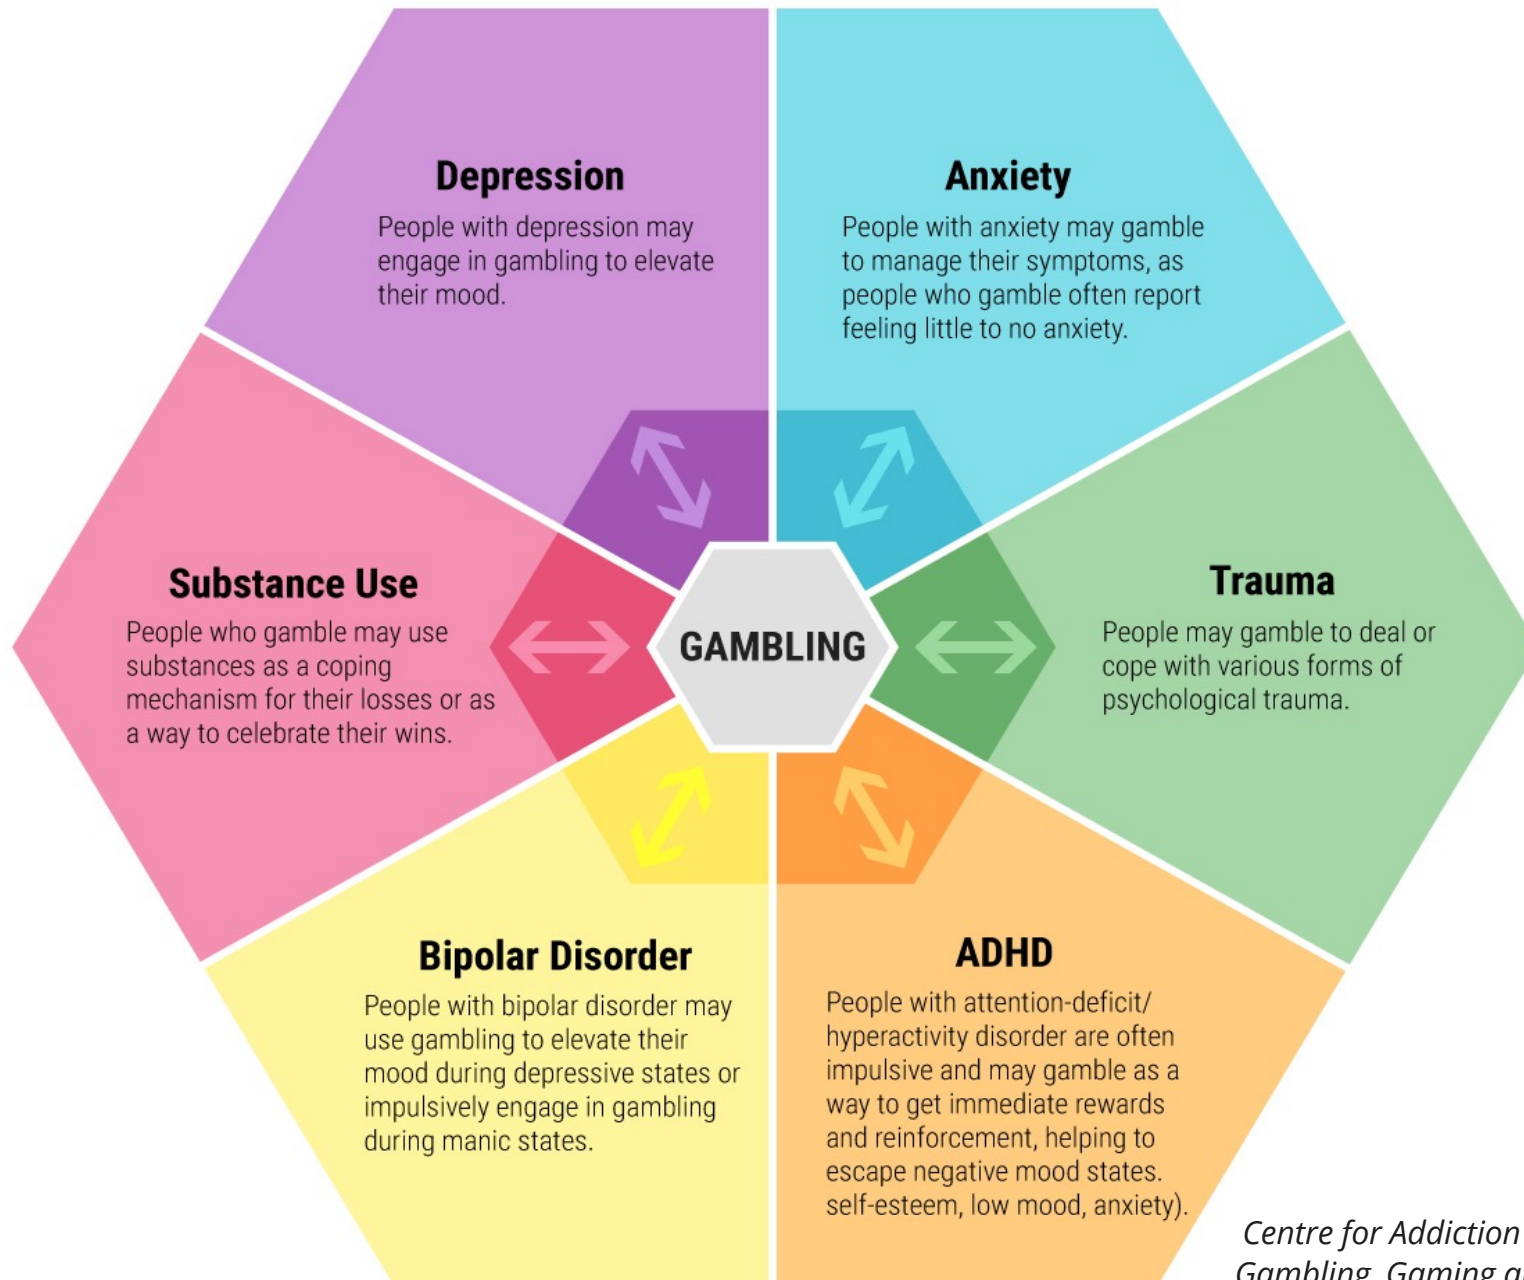 Depression
People with depression may
engage in gambling to elevate
their mood.
Anxiety
People with anxiety may gamble
to manage their symptoms, as
people who gamble often report
feeling little to no anxiety.
Substance Use
People who gamble may use
substances as a coping
mechanism for their losses or as
a way to celebrate their wins.
GAMBLING
Trauma
People may gamble to deal or
cope with various forms of
psychological trauma.
Bipolar Disorder
People with bipolar disorder may
use gambling to elevate their
mood during depressive states or
impulsively engage in gambling
during manic states.
ADHD
People with attention-deficit/
hyperactivity disorder are often
impulsive and may gamble as a
way to get immediate rewards
and reinforcement, helping to
escape negative mood states.
self-esteem, low mood, anxiety).
Centre for Addiction
Gambling, Gaming